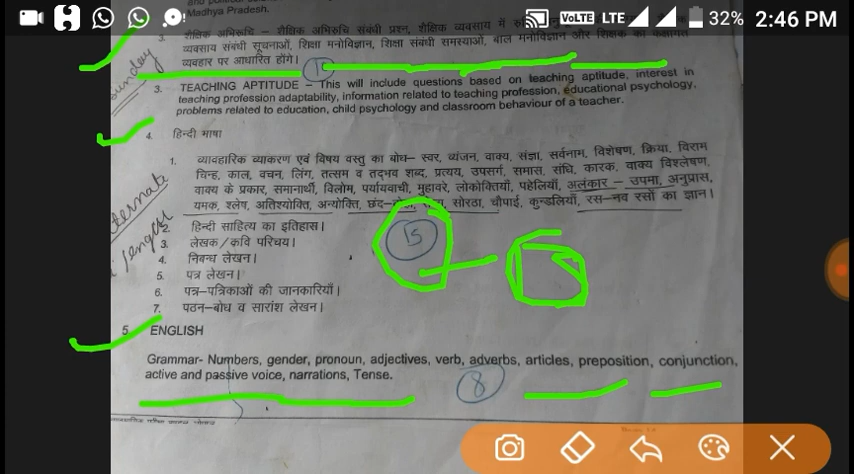 VoLTE LTE 32% 2:46 PM
Madhya Pradesh.
3. शैक्षिक अभिरुचि – शैक्षिक अभिरुचि संबंधी प्रश्न, शैक्षिक व्यवसाय में
व्यवसाय संबंधी सूचनाओं, शिक्षा मनोविज्ञान, शिक्षा संबंधी समस्याओं, बाल मनोविज्ञान और शिक्षक का कक्षागत
व्यवहार पर आधारित होंगे।
Sunday
3. TEACHING APTITUDE – This will include questions based on teaching aptitude, interest in
teaching profession adaptability, information related to teaching profession, educational psychology,
problems related to education, child psychology and classroom behaviour of a teacher.
4. हिन्दी भाषा
1. व्यावहारिक व्याकरण एवं विषय वस्तु का बोध– स्वर, व्यंजन, वाक्य, संज्ञा, सर्वनाम, विशेषण, क्रिया, विराम
चिन्ह, काल, वचन, लिंग, तत्सम व तद्भव शब्द, प्रत्यय, उपसर्ग, समास, संधि, कारक, वाक्य विश्लेषण,
वाक्य के प्रकार, समानार्थी, विलोम, पर्यायवाची, मुहावरे, लोकोक्तियाँ, पहेलियाँ, अलंकार – उपमा, अनुप्रास,
यमक, श्लेष, अतिश्योक्ति, अन्योक्ति, छंद– सोरठा, चौपाई, कुन्डलियाँ, रस–नव रसों का ज्ञान।
2. हिन्दी साहित्य का इतिहास।
3. लेखक/कवि परिचय।
15
4. निबन्ध लेखन।
5. पत्र लेखन।
6. पत्र–पत्रिकाओं की जानकारियाँ।
7. पठन–बोध व सारांश लेखन।
5 ENGLISH
Grammar- Numbers, gender, pronoun, adjectives, verb, adverbs, articles, preposition, conjunction,
active and passive voice, narrations, Tense.
8